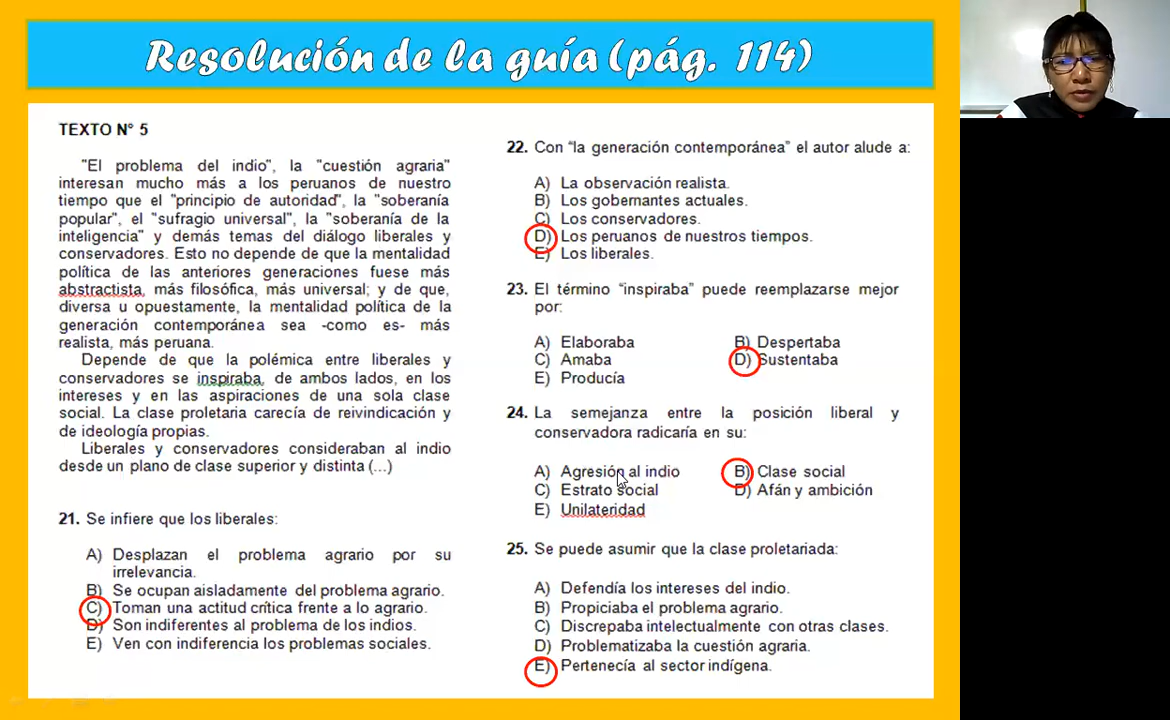 Resolución de la guía (pág. 114)
TEXTO N° 5
"El problema del indio", la "cuestión agraria"
interesan mucho más a los peruanos de nuestro
tiempo que el "principio de autoridad", la "soberanía
popular", el "sufragio universal", la "soberanía de la
inteligencia" y demás temas del diálogo liberales y
conservadores. Esto no depende de que la mentalidad
política de las anteriores generaciones fuese más
abstractista, más filosófica, más universal; y de que,
diversa u opuestamente, la mentalidad política de la
generación contemporánea sea -como es- más
realista, más peruana.
Depende de que la polémica entre liberales y
conservadores se inspiraba, de ambos lados, en los
intereses y en las aspiraciones de una sola clase
social. La clase proletaria carecía de reivindicación y
de ideología propias.
Liberales y conservadores consideraban al indio
desde un plano de clase superior y distinta (...)
21. Se infiere que los liberales:
A) Desplazan el problema agrario por su
irrelevancia.
B) Se ocupan aisladamente del problema agrario.
C) Toman una actitud crítica frente a lo agrario.
D) Son indiferentes al problema de los indios.
E) Ven con indiferencia los problemas sociales.
22. Con "la generación contemporánea" el autor alude a:
A) La observación realista.
B) Los gobernantes actuales.
C) Los conservadores.
D) Los peruanos de nuestros tiempos.
E) Los liberales.
23. El término "inspiraba" puede reemplazarse mejor
por:
A) Elaboraba B) Despertaba
C) Amaba D) Sustentaba
E) Producía
24. La semejanza entre la posición liberal y
conservadora radicaría en su:
A) Agresión al indio B) Clase social
C) Estrato social D) Afán y ambición
E) Unilateridad
25. Se puede asumir que la clase proletariada:
A) Defendía los intereses del indio.
B) Propiciaba el problema agrario.
C) Discrepaba intelectualmente con otras clases.
D) Problematizaba la cuestión agraria.
E) Pertenecía al sector indígena.